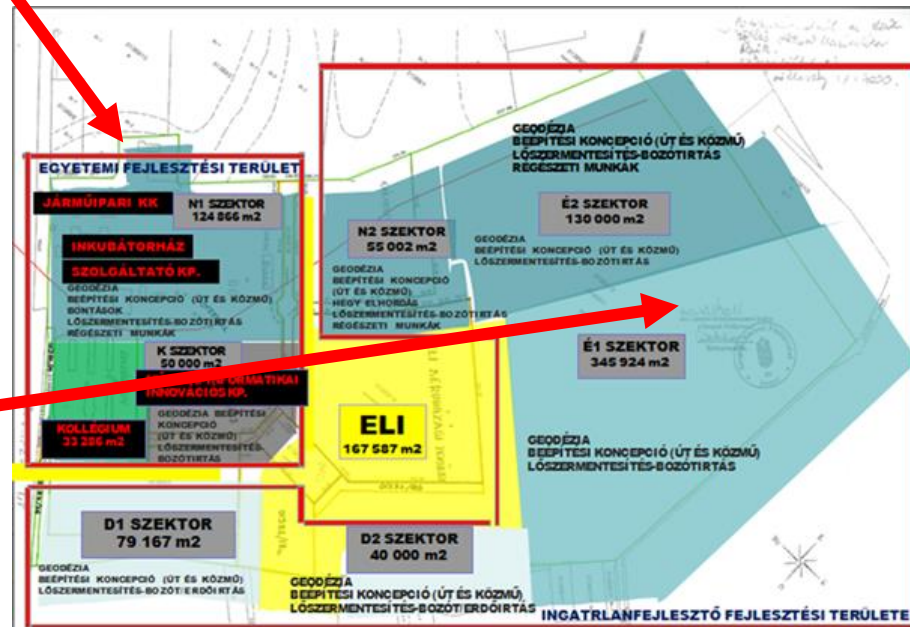 EGYETEMI FEJLESZTÉSI TERÜLET
JÁRMŰIPARI KK
N1 SZEKTOR
124 866 m2
INKUBÁTORHÁZ
SZOLGÁLTATÓ KP.
GEODÉZIA
BEÉPÍTÉSI KONCEPCIÓ (ÚT ÉS KÖZMŰ)
BONTÁSOK
LŐSZERMENTESÍTÉS-BOZÓTIRTÁS
RÉGÉSZETI MUNKÁK
K SZEKTOR
50 000 m2
INNOVÁCIÓS KP.
KOLLÉGIUM
33 286 m2
GEODÉZIA BEÉPÍTÉSI
KONCEPCIÓ
(ÚT ÉS KÖZMŰ)
LŐSZERMENTESÍTÉS-
BOZÓTIRTÁS
N2 SZEKTOR
55 002 m2
GEODÉZIA
BEÉPÍTÉSI KONCEPCIÓ
(ÚT ÉS KÖZMŰ)
HEGY ELHORDÁS
LŐSZERMENTESÍTÉS-BOZÓTIRTÁS
RÉGÉSZETI MUNKÁK
GEODÉZIA
BEÉPÍTÉSI KONCEPCIÓ (ÚT ÉS KÖZMŰ)
LŐSZERMENTESÍTÉS-BOZÓTIRTÁS
RÉGÉSZETI MUNKÁK
É2 SZEKTOR
130 000 m2
GEODÉZIA
BEÉPÍTÉSI KONCEPCIÓ (ÚT ÉS KÖZMŰ)
LŐSZERMENTESÍTÉS-BOZÓTIRTÁS
É1 SZEKTOR
345 924 m2
GEODÉZIA
BEÉPÍTÉSI KONCEPCIÓ (ÚT ÉS KÖZMŰ)
LŐSZERMENTESÍTÉS-BOZÓTIRTÁS
ELI
167 587 m2
D1 SZEKTOR
79 167 m2
GEODÉZIA
BEÉPÍTÉSI KONCEPCIÓ (ÚT ÉS KÖZMŰ)
LŐSZERMENTESÍTÉS-BOZÓT/ERDŐIRTÁS
D2 SZEKTOR
40 000 m2
GEODÉZIA
BEÉPÍTÉSI KONCEPCIÓ (ÚT ÉS KÖZMŰ)
LŐSZERMENTESÍTÉS-BOZÓT/ERDŐIRTÁS
INGATRLANFEJLESZTŐ FEJLESZTÉSI TERÜLETE